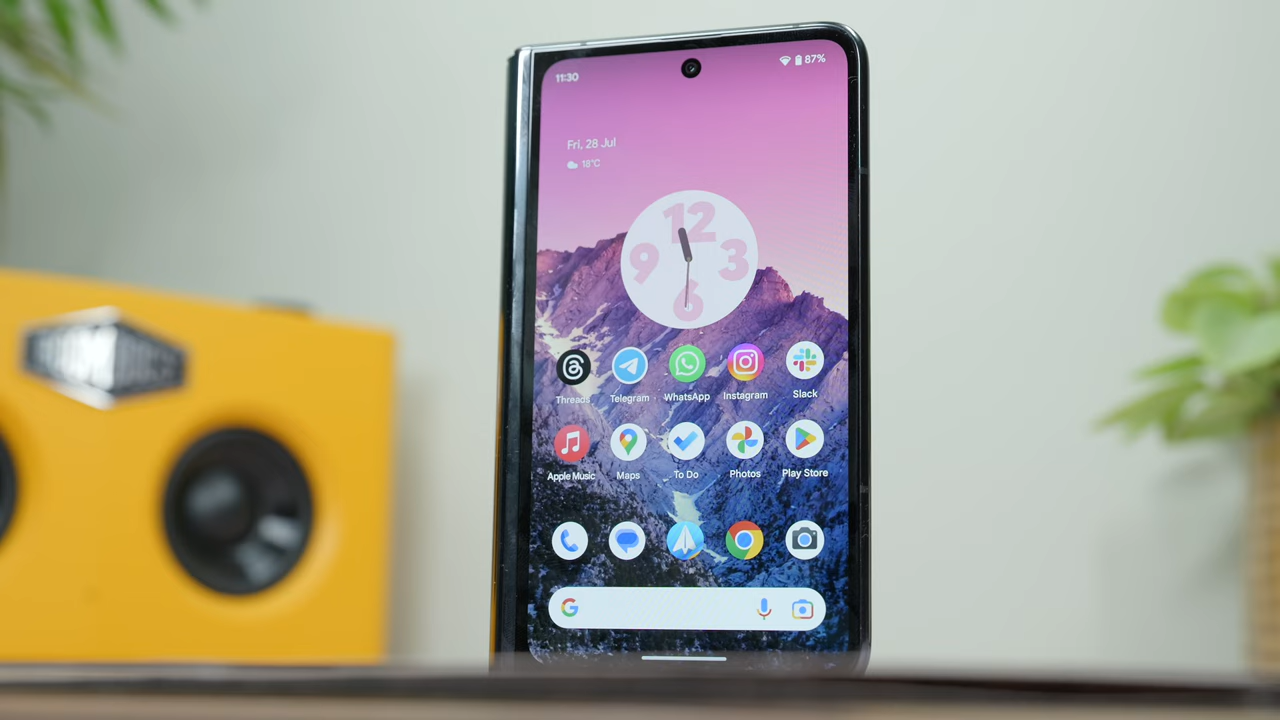 11:30
87%
Fri, 28 Jul
18°C
12
9
3
6
Threads
Telegram
WhatsApp
Instagram
Slack
Apple Music
Maps
To Do
Photos
Play Store
G